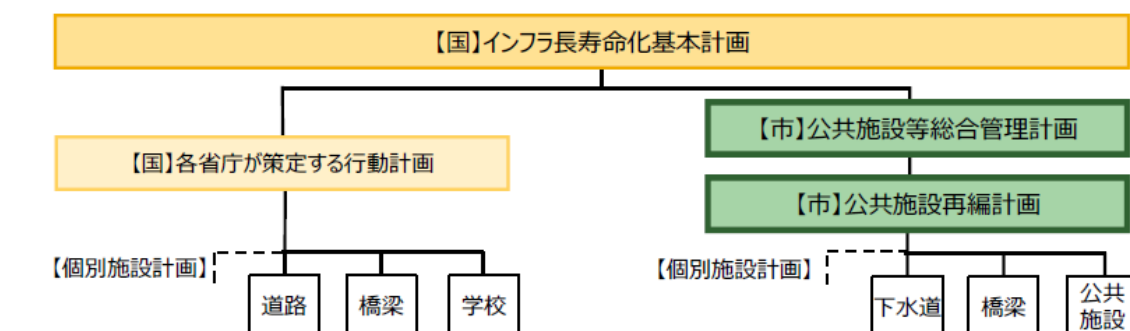 【国】インフラ長寿命化基本計画
【市】公共施設等総合管理計画
【国】各省庁が策定する行動計画
【市】公共施設再編計画
【個別施設計画】
道路
橋梁
学校
【個別施設計画】
下水道
橋梁
公共
施設